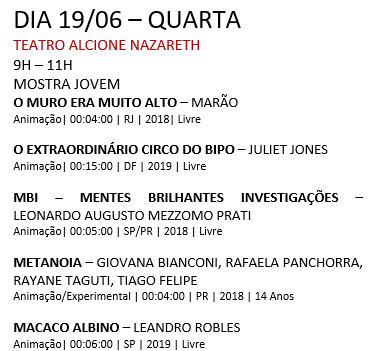 DIA 19/06 – QUARTA
TEATRO ALCIONE NAZARETH
9H – 11H
MOSTRA JOVEM
O MURO ERA MUITO ALTO – MARÃO
Animação| 00:04:00 | RJ | 2018| Livre
O EXTRAORDINÁRIO CIRCO DO BIPO – JULIET JONES
Animação| 00:15:00 | DF | 2019 | Livre
MBI – MENTES BRILHANTES INVESTIGAÇÕES –
LEONARDO AUGUSTO MEZZOMO PRATI
Animação| 00:05:00 | SP/PR | 2018 | Livre
METANOIA – GIOVANA BIANCONI, RAFAELA PANCHORRA,
RAYANE TAGUTI, TIAGO FELIPE
Animação/Experimental | 00:04:00 | PR | 2018 | 14 Anos
MACACO ALBINO – LEANDRO ROBLES
Animação| 00:06:00 | SP | 2019 | Livre